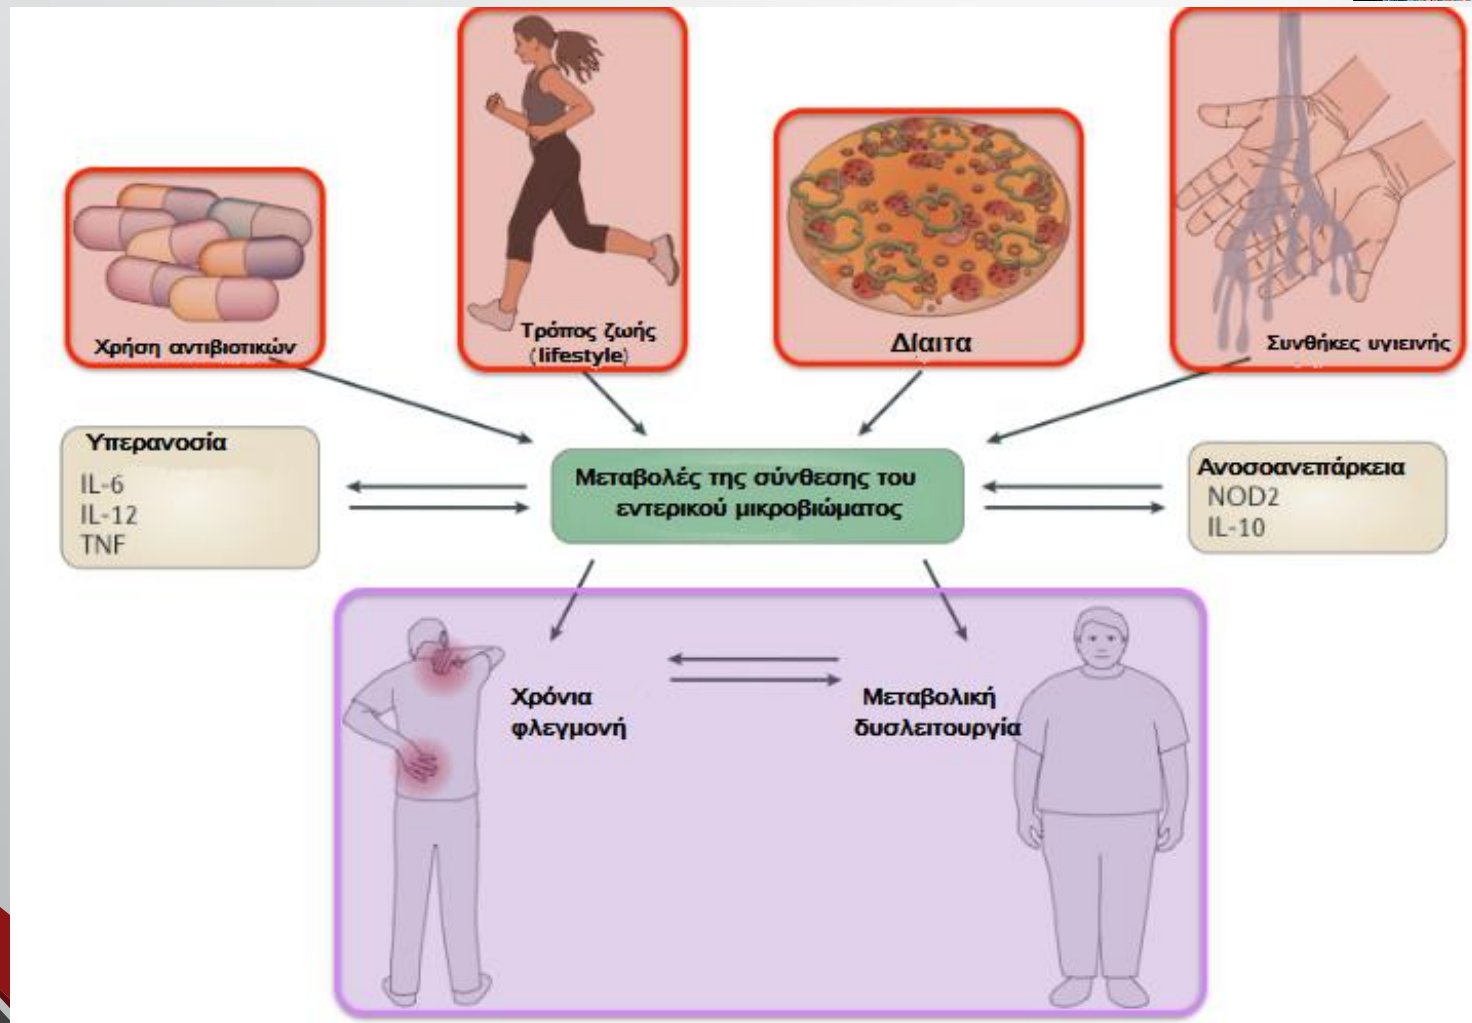 Χρήση αντιβιοτικών
Τρόπος ζωής
(lifestyle)
Δίαιτα
Συνθήκες υγιεινής
Υπερανοσία
IL-6
IL-12
TNF
Μεταβολές της σύνθεσης του
εντερικού μικροβιώματος
Ανοσοανεπάρκεια
NOD2
IL-10
Χρόνια
φλεγμονή
Μεταβολική
δυσλειτουργία